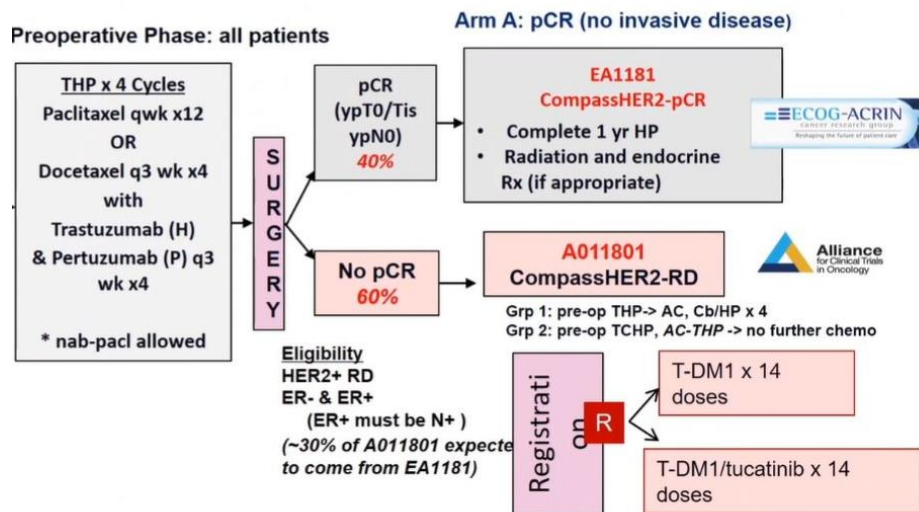 Preoperative Phase: all patients
THP x 4 Cycles
Paclitaxel qwk x12
OR
Docetaxel q3 wk x4
with
Trastuzumab (H)
& Pertuzumab (P) q3
wk x4
* nab-pacl allowed
SURGERY
pCR
(ypT0/Tis
ypN0)
40%
No pCR
60%
Arm A: pCR (no invasive disease)
EA1181
CompassHER2-pCR
• Complete 1 yr HP
• Radiation and endocrine
Rx (if appropriate)
ECOG-ACRIN
cancer research group
Reshaping the future of patient care
A011801
CompassHER2-RD
Alliance
for Clinical Trials
in Oncology
Grp 1: pre-op THP-> AC, Cb/HP x 4
Grp 2: pre-op TCHP, AC-THP -> no further chemo
Eligibility
HER2+ RD
ER- & ER+
(ER+ must be N+ )
(~30% of A011801 expecte
to come from EA1181)
Registrati
on
R
T-DM1 x 14
doses
T-DM1/tucatinib x 14
doses